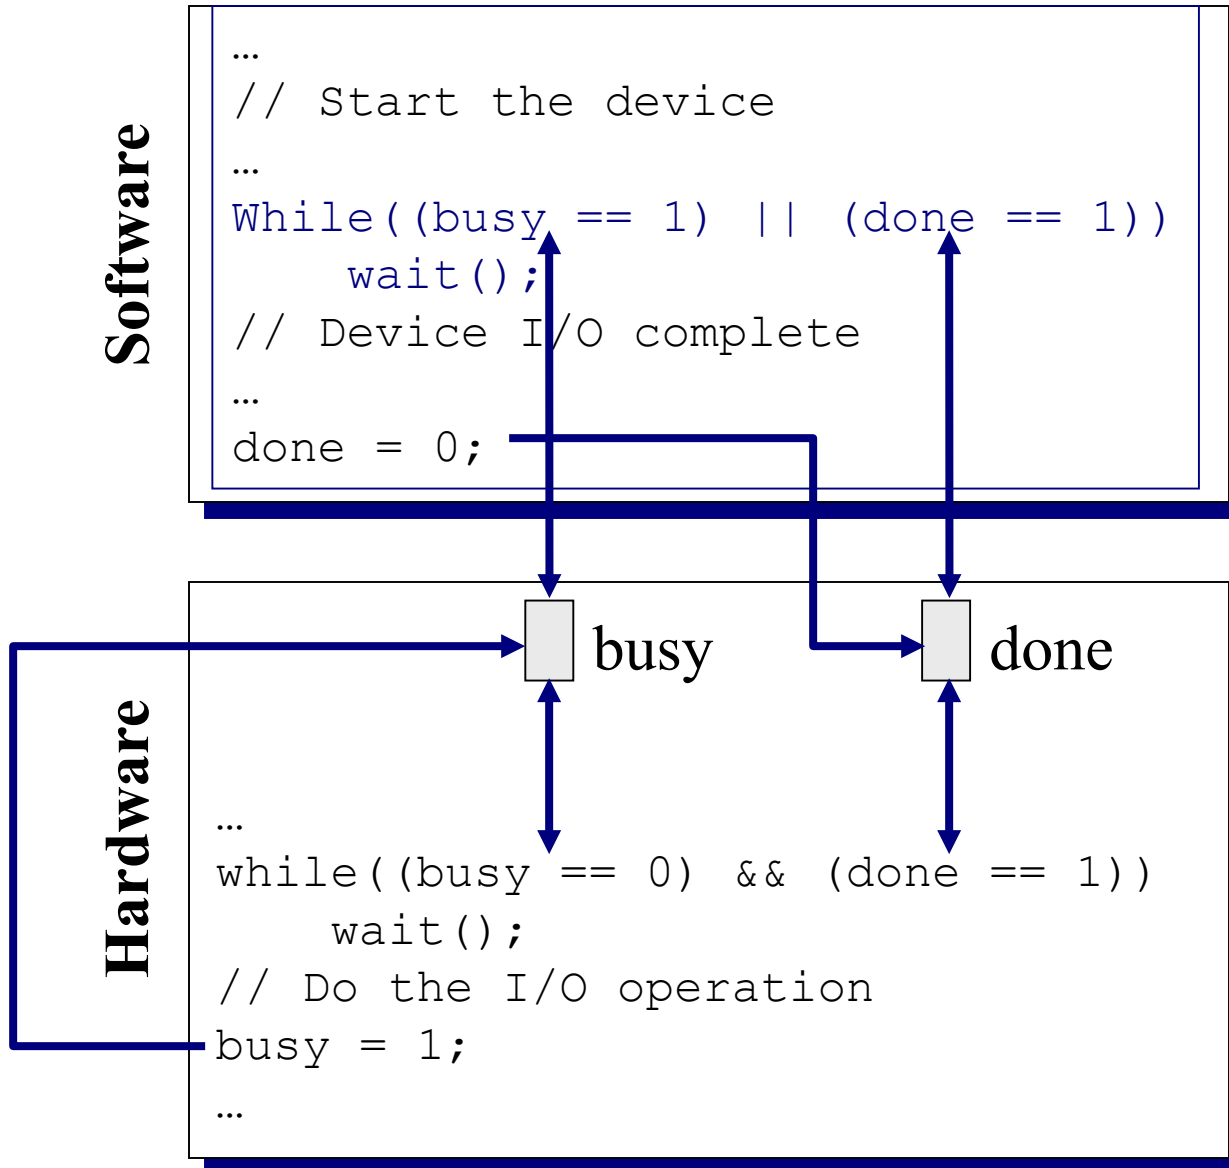 Software
…
// Start the device
…
While((busy == 1) || (done == 1))
wait();
// Device I/O complete
…
done = 0;
Hardware
busy
done
…
while((busy == 0) && (done == 1))
wait();
// Do the I/O operation
busy = 1;
…